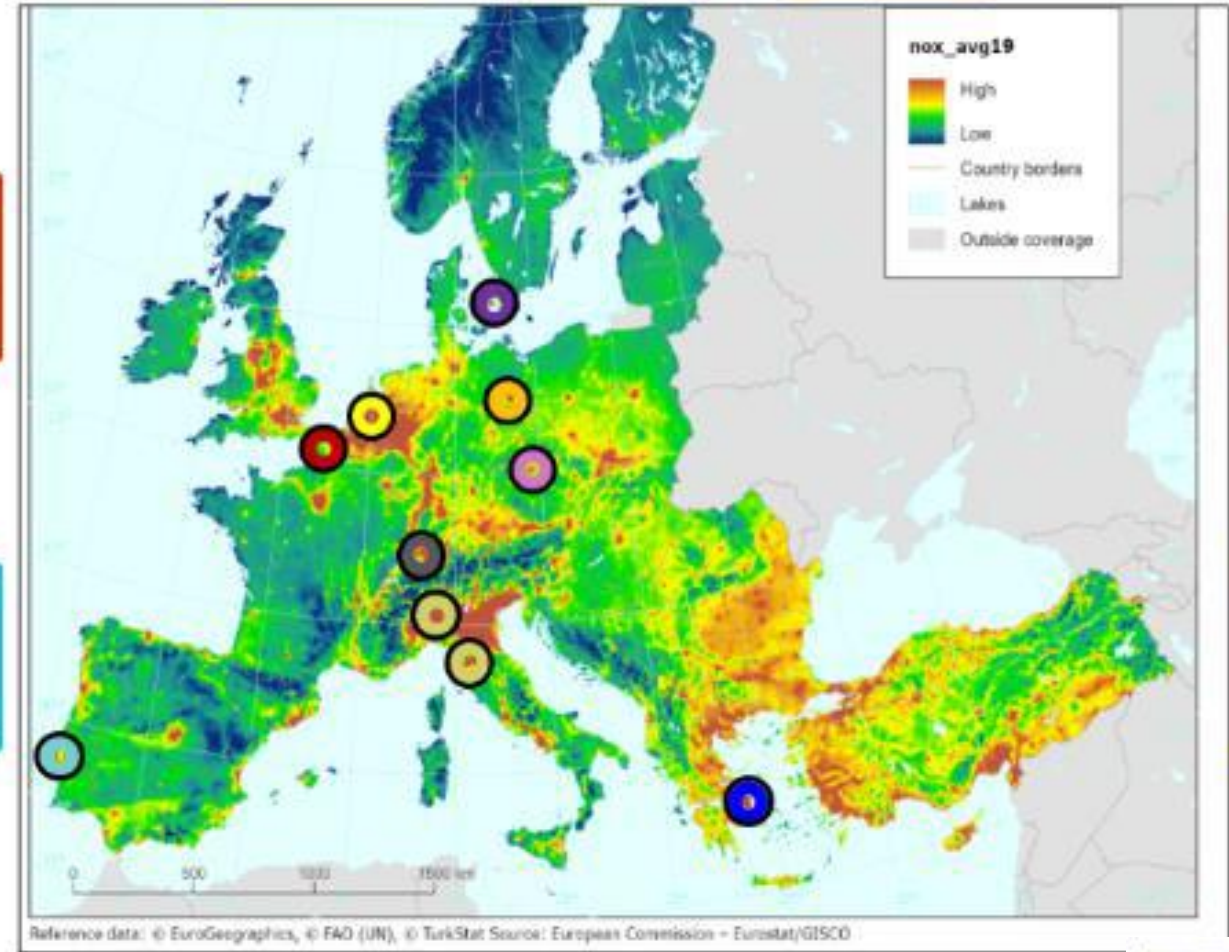 nox_avg19
High
Low
Country borders
Lakes
Outside coverage
0 500 1000 1500 km
Reference data: © EuroGeographics, © FAO (UN), © TurkStat Source: European Commission – Eurostat/GISCO